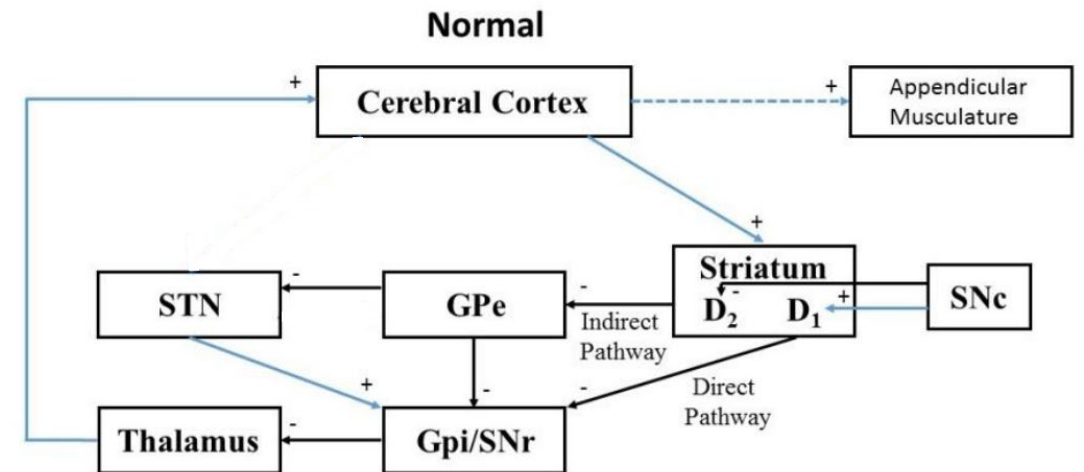 Normal
+
Cerebral Cortex
+
Appendicular
Musculature
+
Striatum
-
D2
D1
+
SNc
-
STN
-
GPe
Indirect
Pathway
+
-
-
Direct
Pathway
Thalamus
-
Gpi/SNr